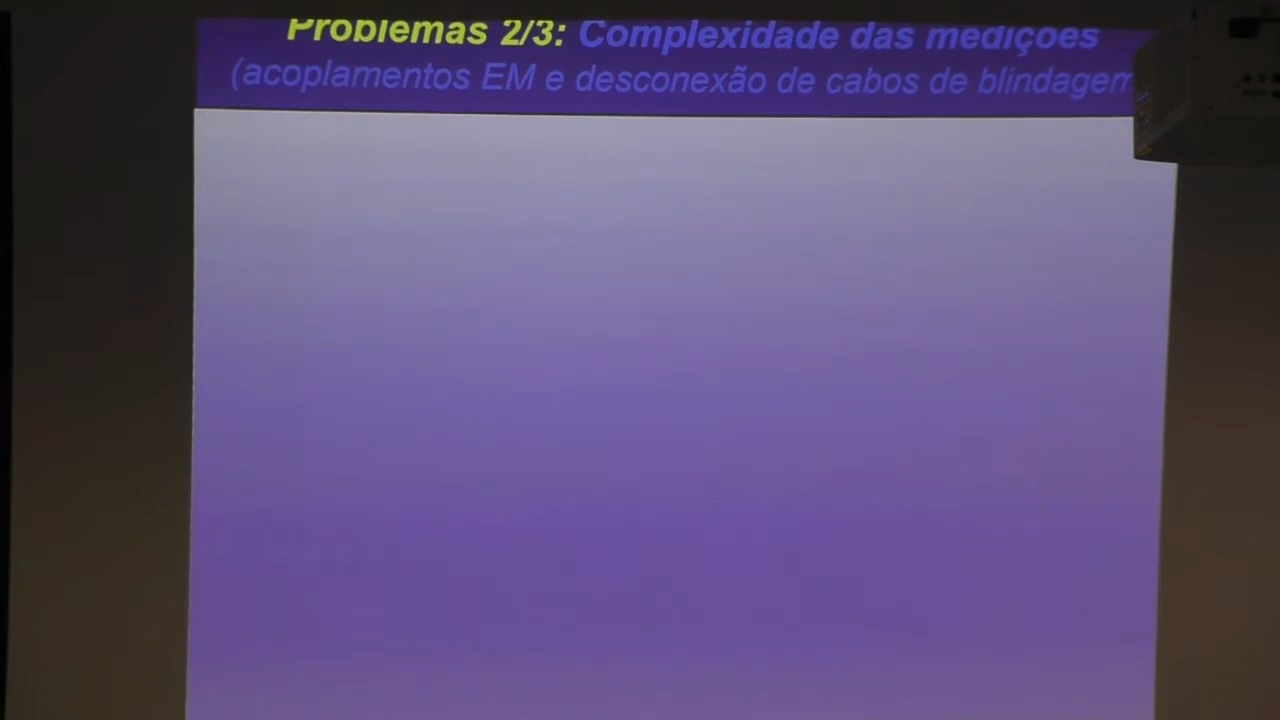 Problemas 2/3: Complexidade das medições
(acoplamentos EM e desconexão de cabos de blindagem